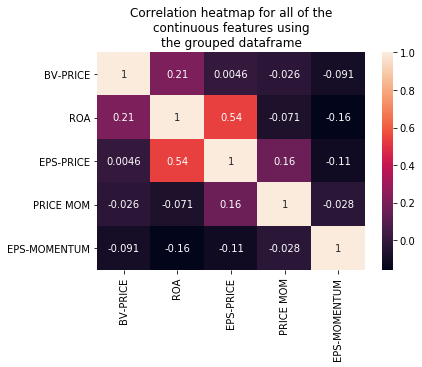 Correlation heatmap for all of the
continuous features using
the grouped dataframe
BV-PRICE 1 0.21 0.0046 -0.026 -0.091
ROA 0.21 1 0.54 -0.071 -0.16
EPS-PRICE 0.0046 0.54 1 0.16 -0.11
PRICE MOM -0.026 -0.071 0.16 1 -0.028
EPS-MOMENTUM -0.091 -0.16 -0.11 -0.028 1
BV-PRICE
ROA
EPS-PRICE
PRICE MOM
EPS-MOMENTUM
1.0
0.8
0.6
0.4
0.2
0.0